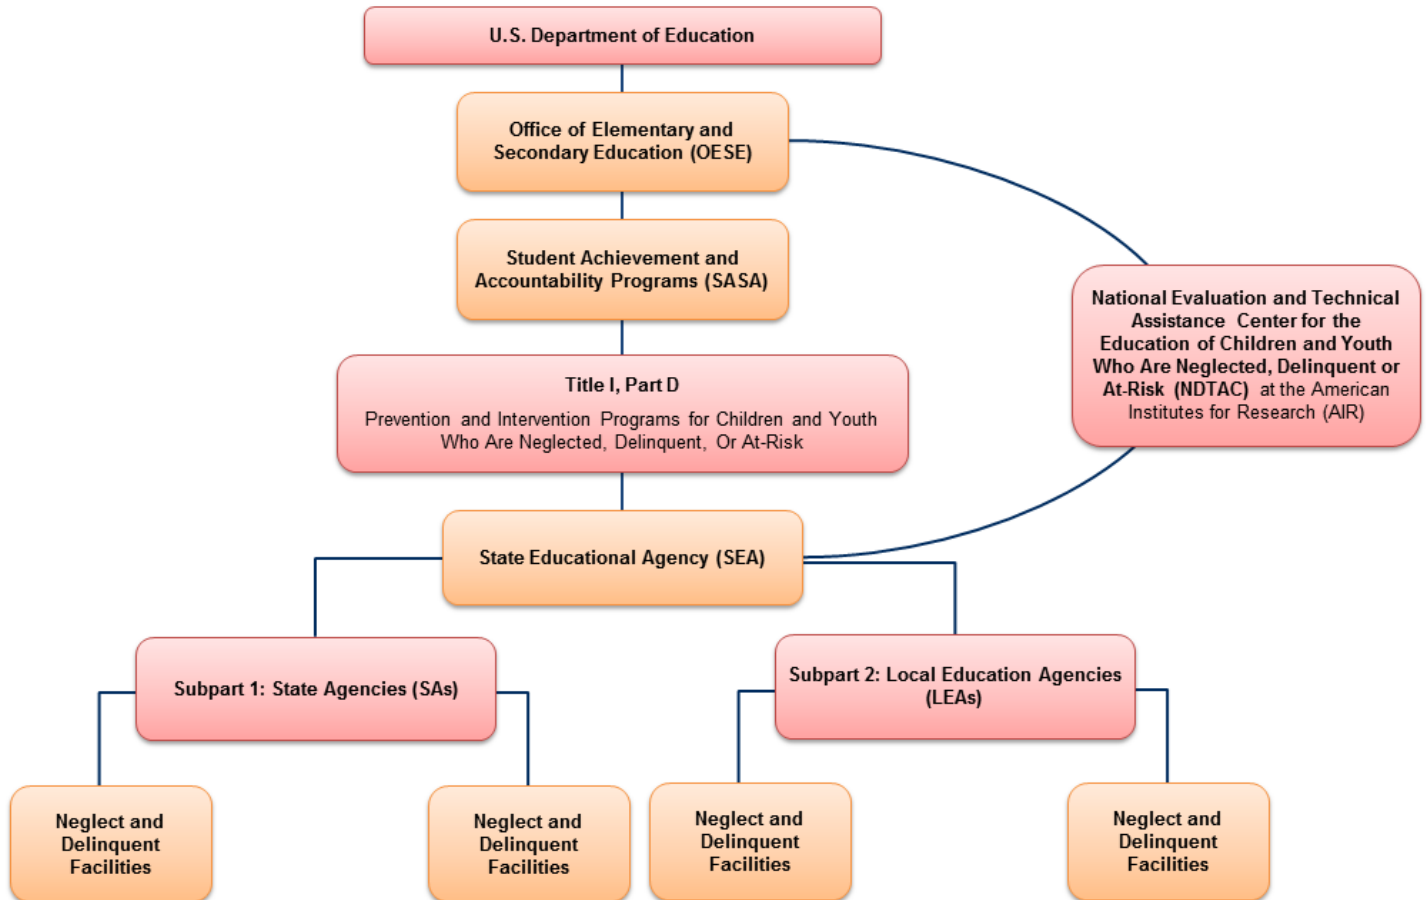 U.S. Department of Education
Office of Elementary and
Secondary Education (OESE)
Student Achievement and
Accountability Programs (SASA)
National Evaluation and Technical
Assistance Center for the
Education of Children and Youth
Who Are Neglected, Delinquent or
At-Risk (NDTAC) at the American
Institutes for Research (AIR)
Title I, Part D
Prevention and Intervention Programs for Children and Youth
Who Are Neglected, Delinquent, Or At-Risk
State Educational Agency (SEA)
Subpart 1: State Agencies (SAs)
Subpart 2: Local Education Agencies
(LEAs)
Neglect and
Delinquent
Facilities
Neglect and
Delinquent
Facilities
Neglect and
Delinquent
Facilities
Neglect and
Delinquent
Facilities